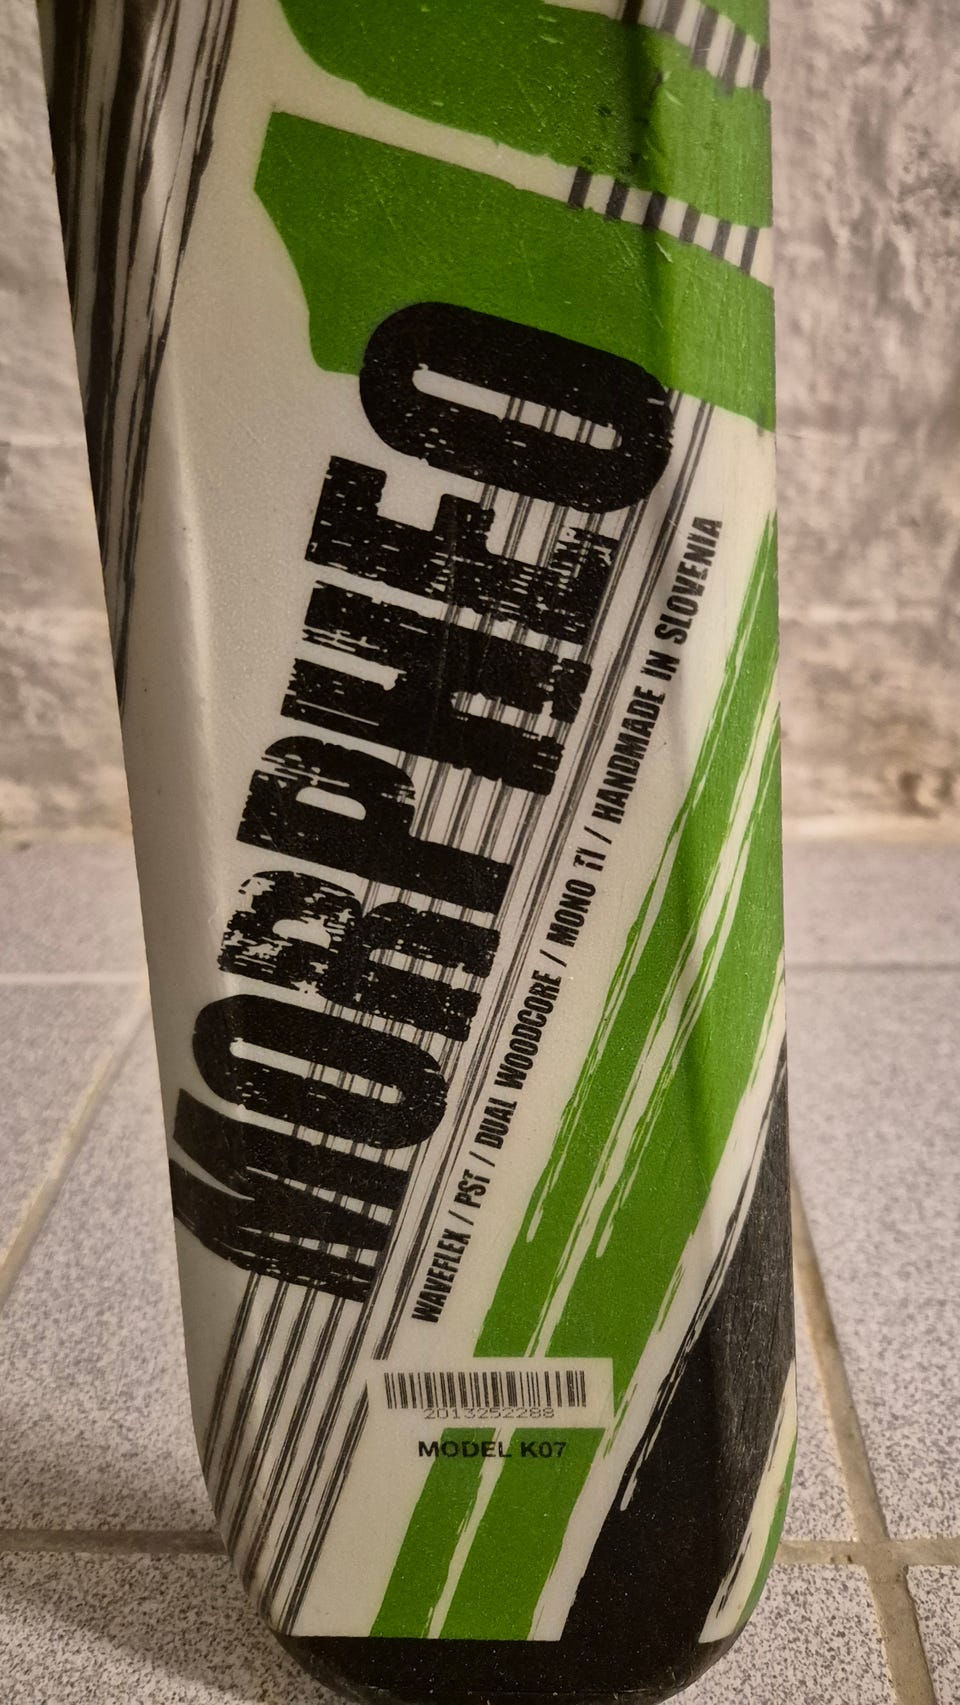 MORPHEO
WAVEFLEX / PST / DUAL WOODCORE / MONO TI / HANDMADE IN SLOVENIA
2013252288
MODEL K07